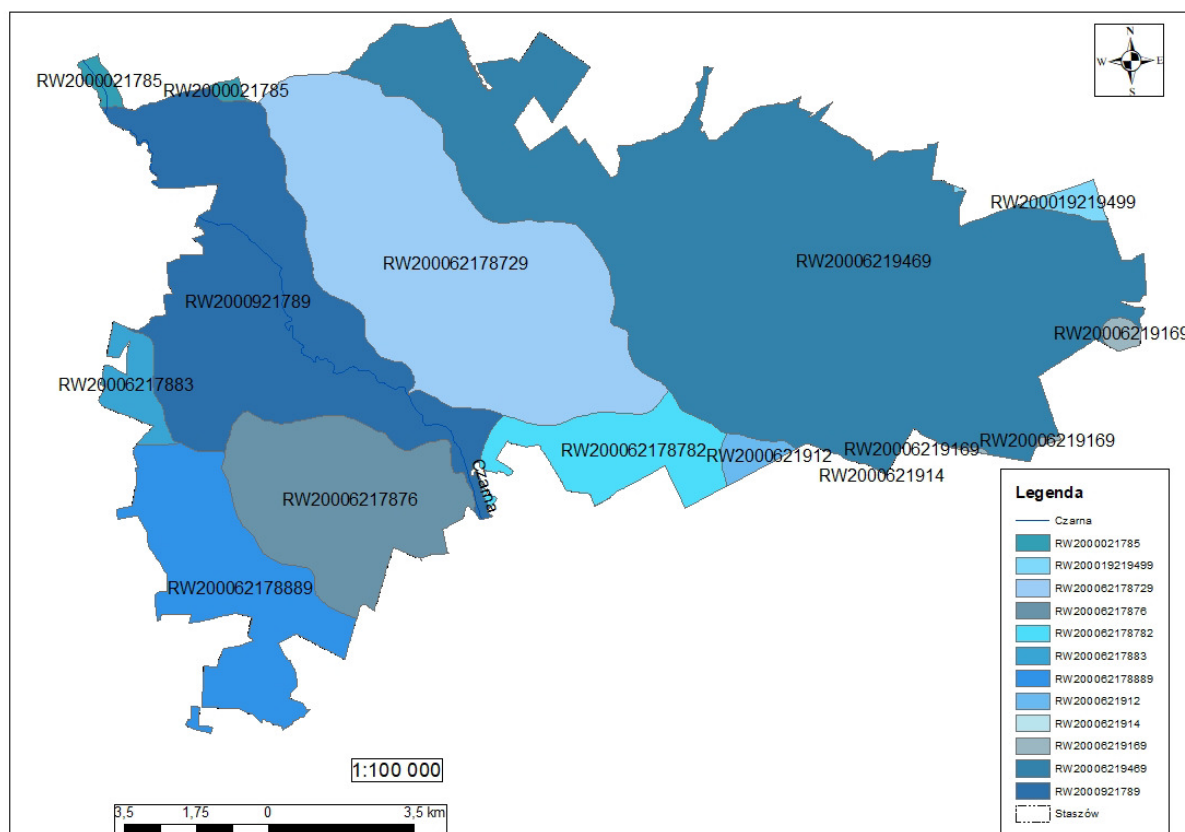 N
W
E
S
RW2000021785
RW2000021785
RW200019219499
RW200062178729
RW20006219469
RW2000921789
RW20006219169
RW20006217883
RW200062178782
RW2000621912
RW20006219169
RW20006219169
RW2000621914
RW20006217876
Czarna
RW200062178889
1:100 000
3,5 1,75 0 3,5 km
Legenda
Czarna
RW2000021785
RW200019219499
RW200062178729
RW20006217876
RW200062178782
RW20006217883
RW200062178889
RW2000621912
RW2000621914
RW20006219169
RW20006219469
RW2000921789
Staszów